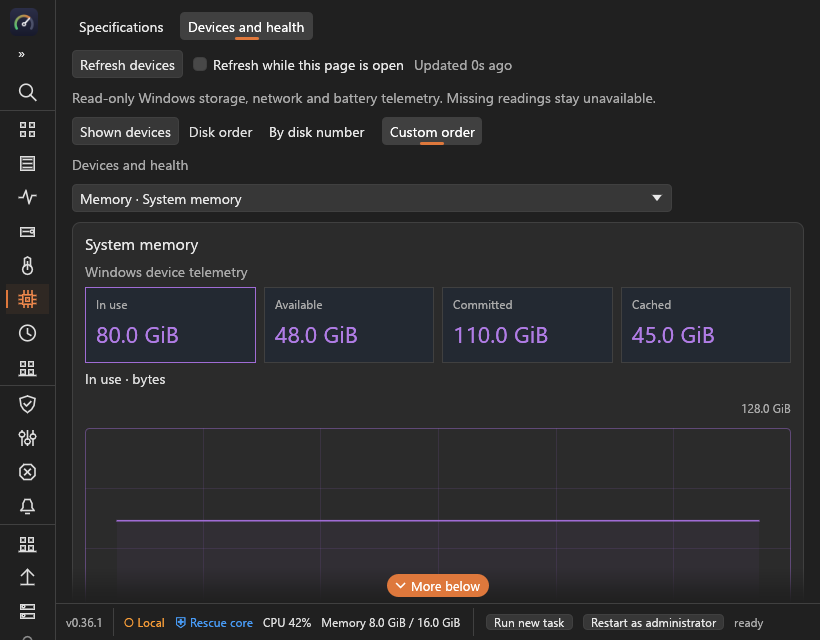 Specifications Devices and health
»
Refresh devices Refresh while this page is open Updated 0s ago
Read-only Windows storage, network and battery telemetry. Missing readings stay unavailable.
Shown devices Disk order By disk number Custom order
Devices and health
Memory · System memory
System memory
Windows device telemetry
In use Available Committed Cached
80.0 GiB 48.0 GiB 110.0 GiB 45.0 GiB
In use · bytes
128.0 GiB
More below
v0.36.1 Local Rescue core CPU 42% Memory 8.0 GiB / 16.0 GiB Run new task Restart as administrator ready